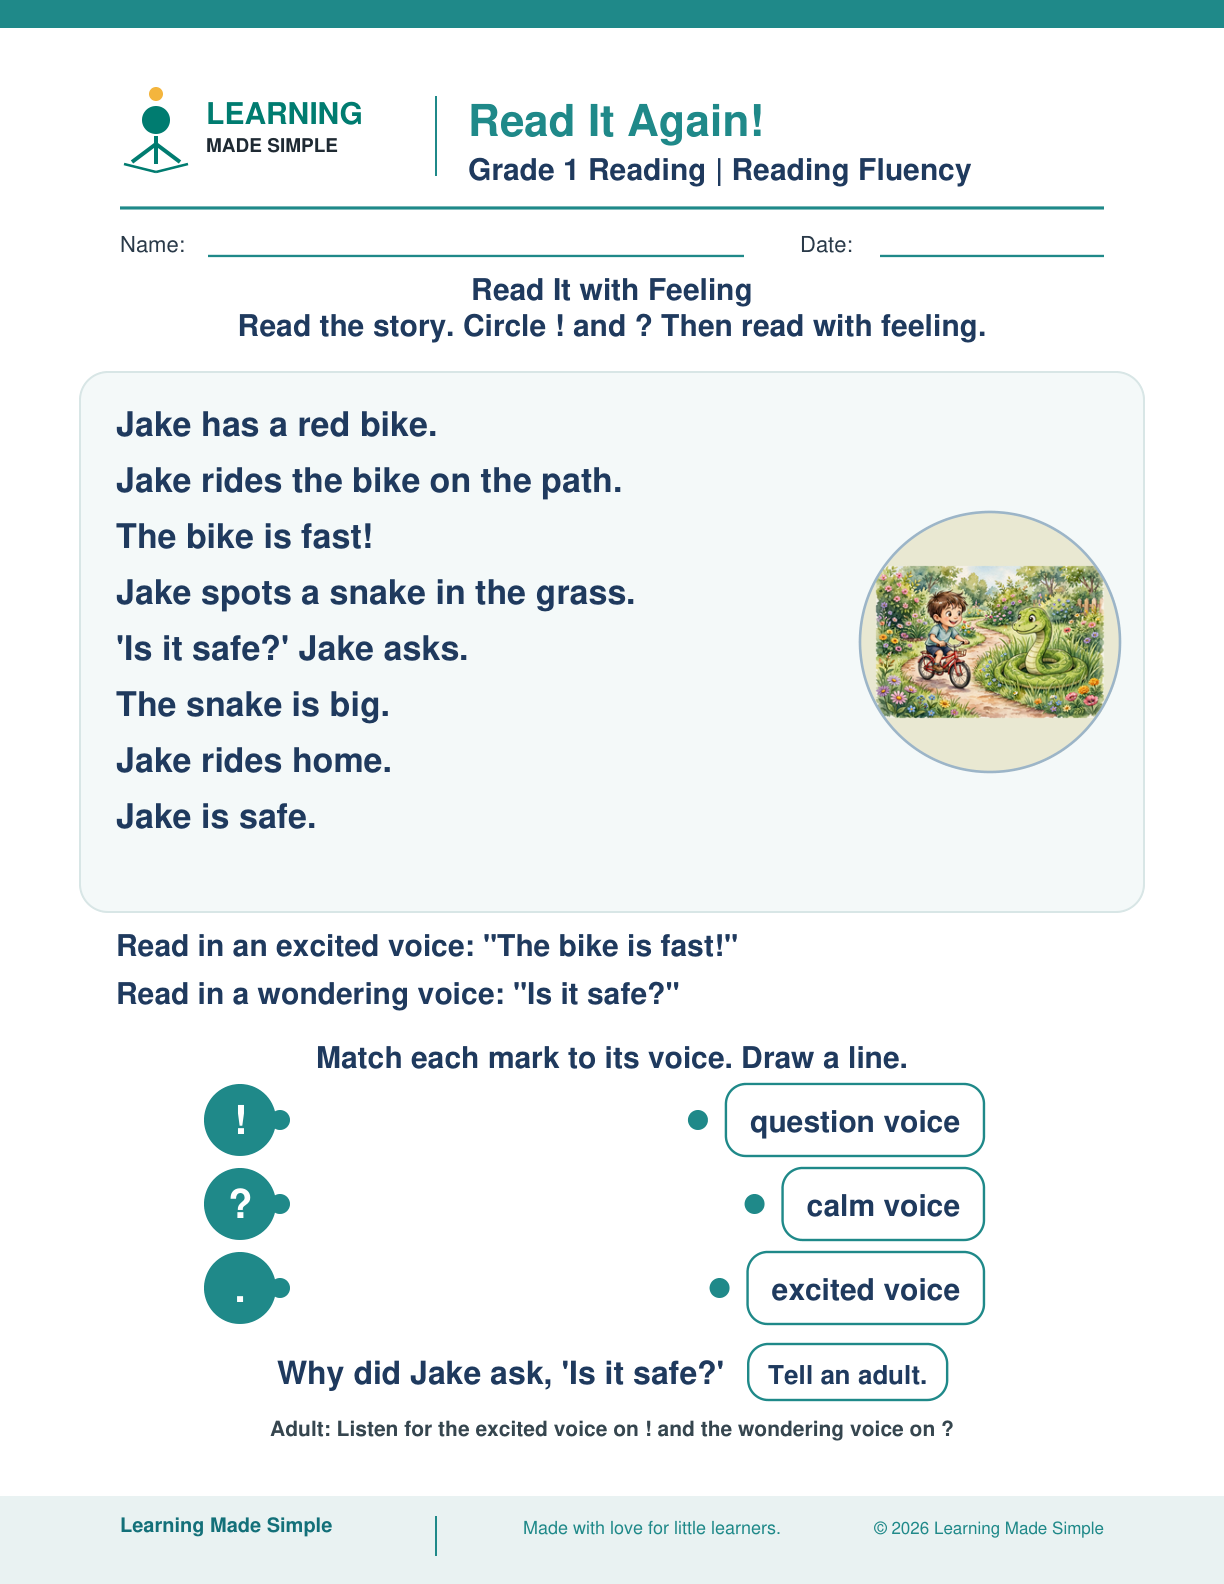 LEARNING
MADE SIMPLE
Read It Again!
Grade 1 Reading | Reading Fluency
Name:
Date:
Read It with Feeling
Read the story. Circle ! and ? Then read with feeling.
Jake has a red bike.
Jake rides the bike on the path.
The bike is fast!
Jake spots a snake in the grass.
'Is it safe?' Jake asks.
The snake is big.
Jake rides home.
Jake is safe.
Read in an excited voice: "The bike is fast!"
Read in a wondering voice: "Is it safe?"
Match each mark to its voice. Draw a line.
! question voice
? calm voice
. excited voice
Why did Jake ask, 'Is it safe?' Tell an adult.
Adult: Listen for the excited voice on ! and the wondering voice on ?
Learning Made Simple
Made with love for little learners.
© 2026 Learning Made Simple